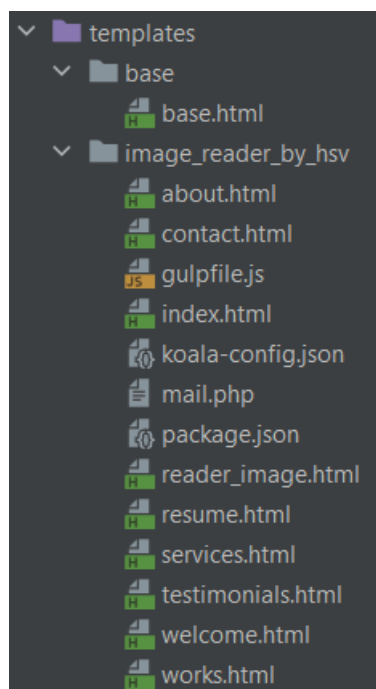 templates
base
base.html
image_reader_by_hsv
about.html
contact.html
gulpfile.js
index.html
koala-config.json
mail.php
package.json
reader_image.html
resume.html
services.html
testimonials.html
welcome.html
works.html